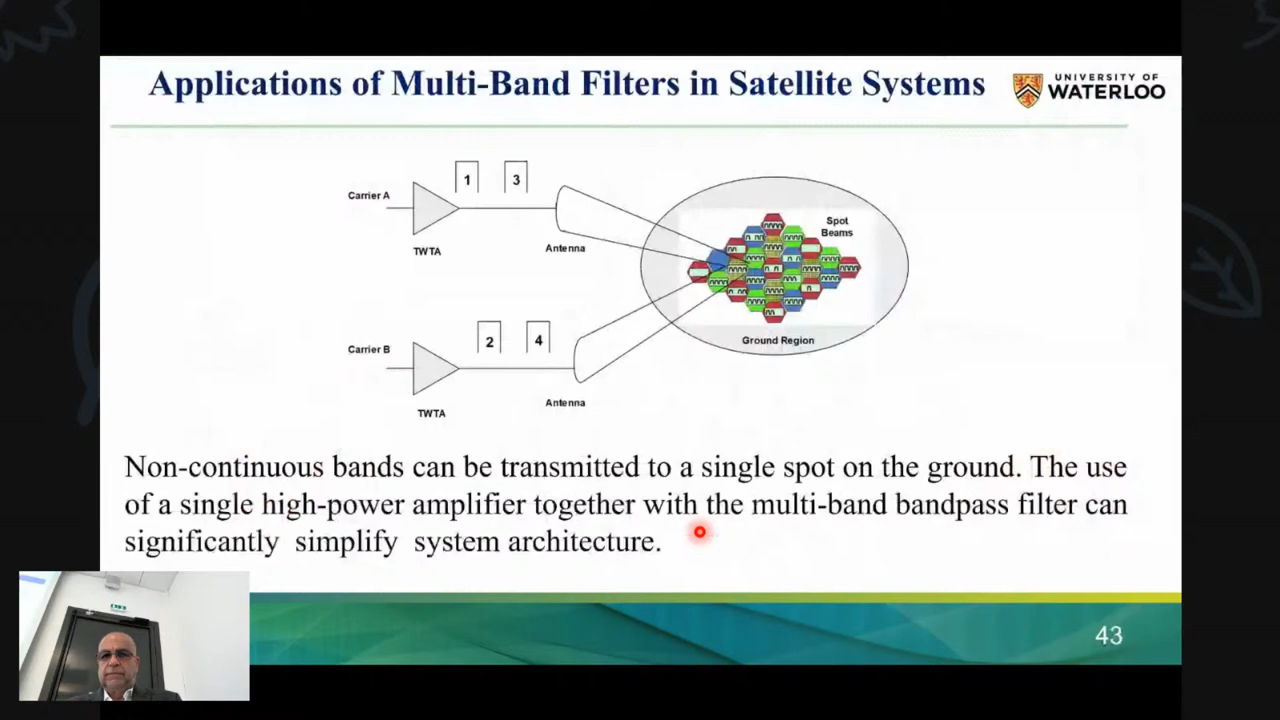 Applications of Multi-Band Filters in Satellite Systems
UNIVERSITY OF
WATERLOO
1
3
Carrier A
TWTA
Antenna
Spot
Beams
Ground Region
2
4
Carrier B
TWTA
Antenna
Non-continuous bands can be transmitted to a single spot on the ground. The use
of a single high-power amplifier together with the multi-band bandpass filter can
significantly simplify system architecture.
43